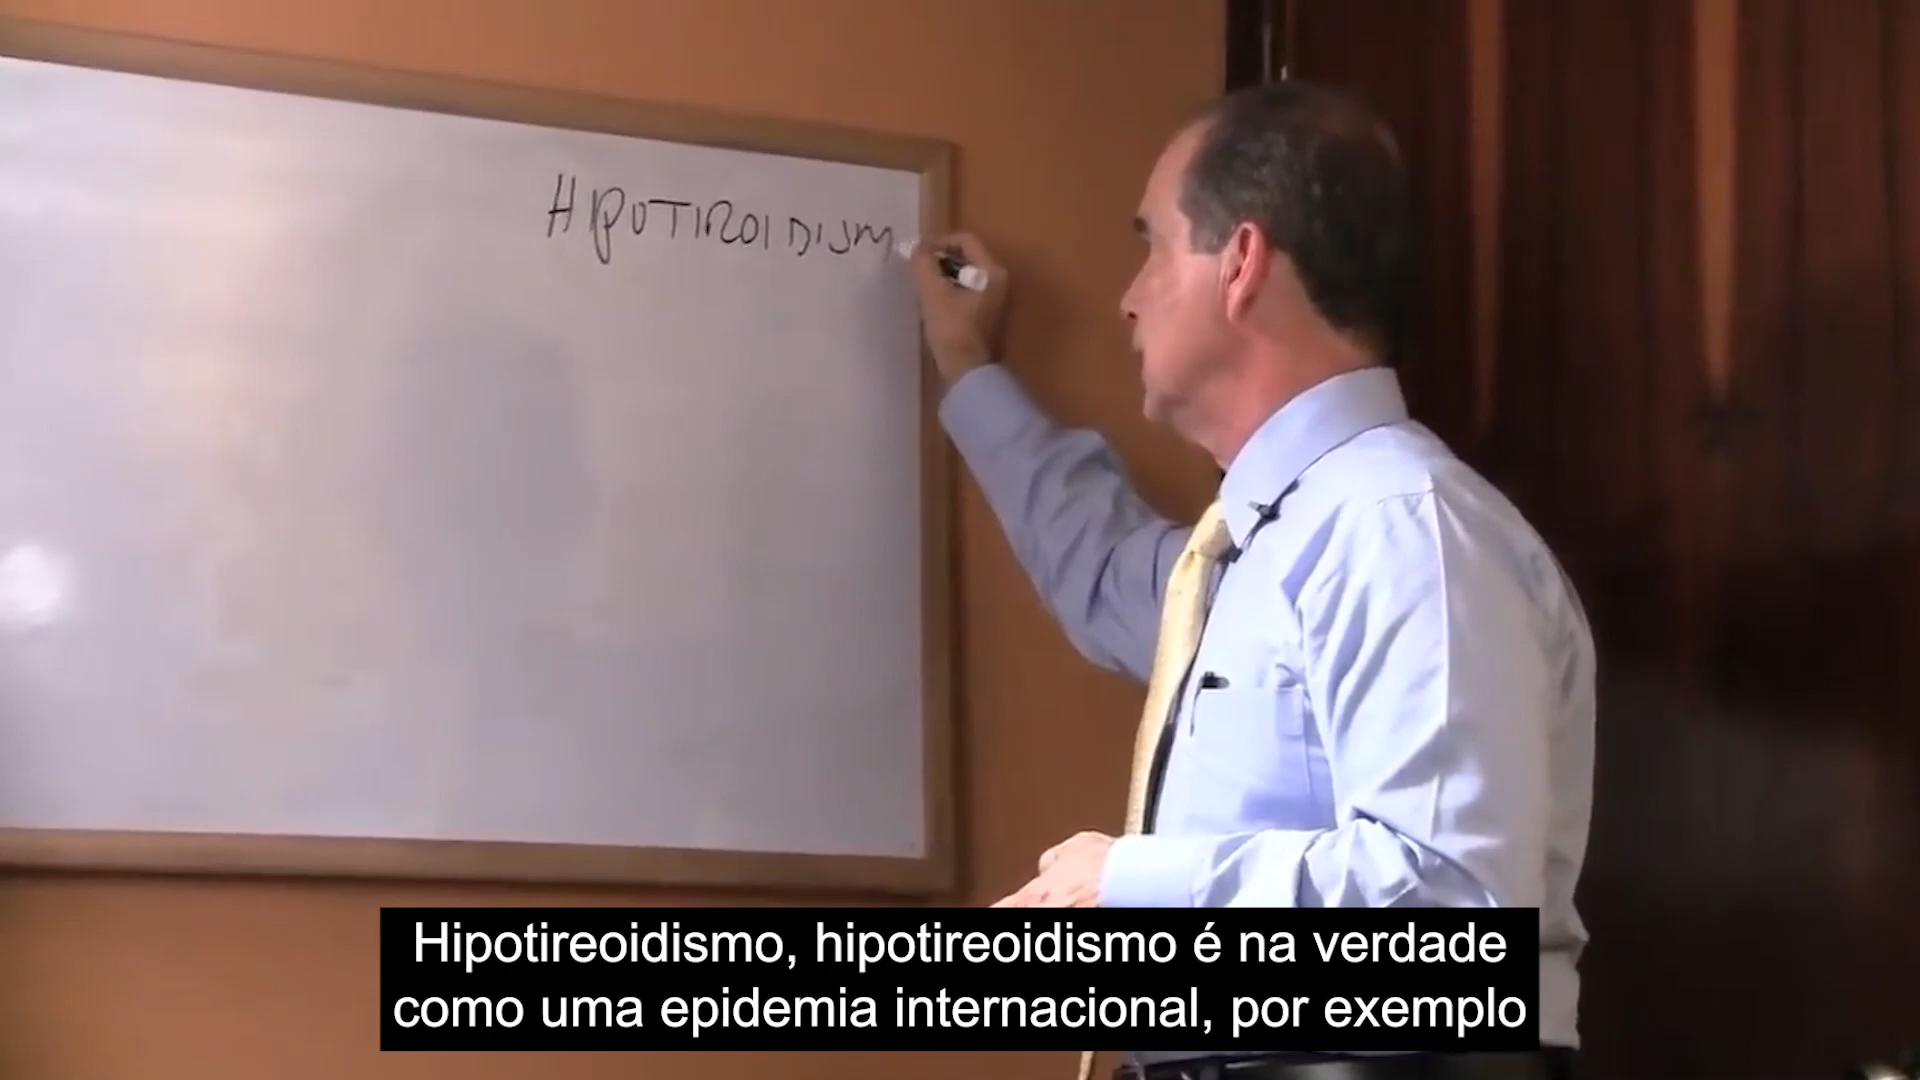 HIPOTIROIDISM
Hipotireoidismo, hipotireoidismo é na verdade
como uma epidemia internacional, por exemplo